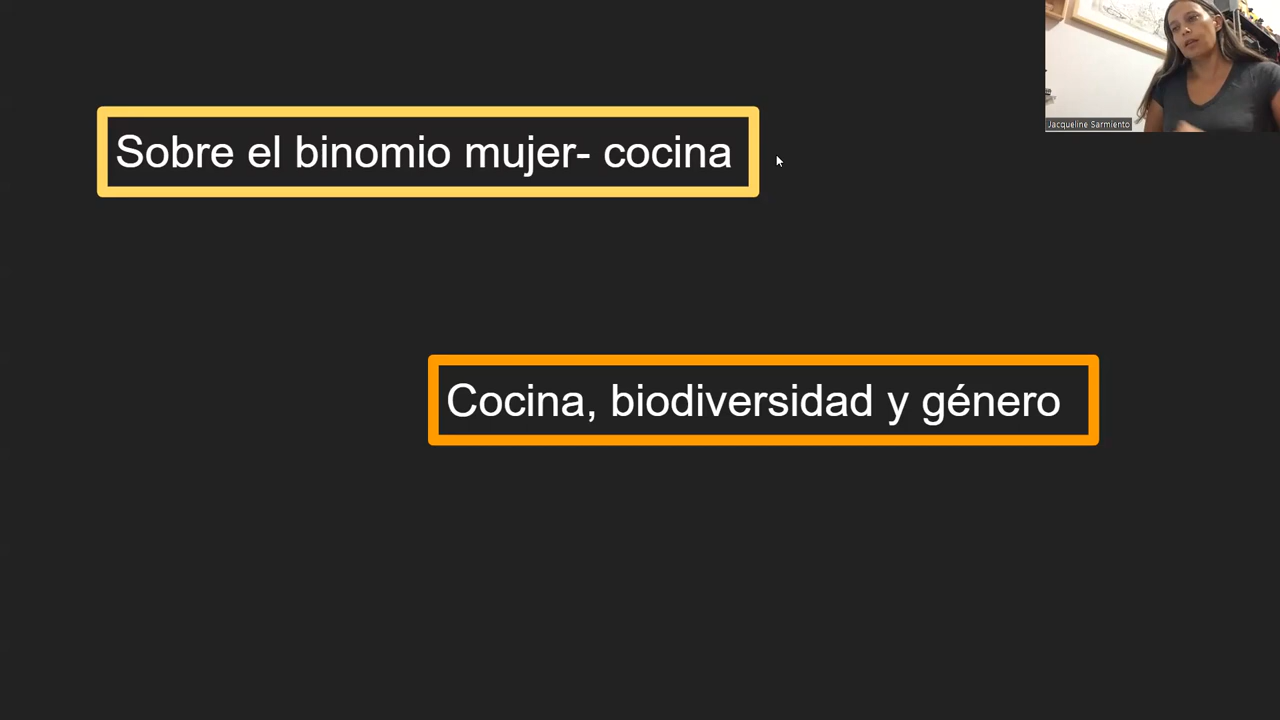 Jacqueline Sarmiento
Sobre el binomio mujer- cocina
Cocina, biodiversidad y género